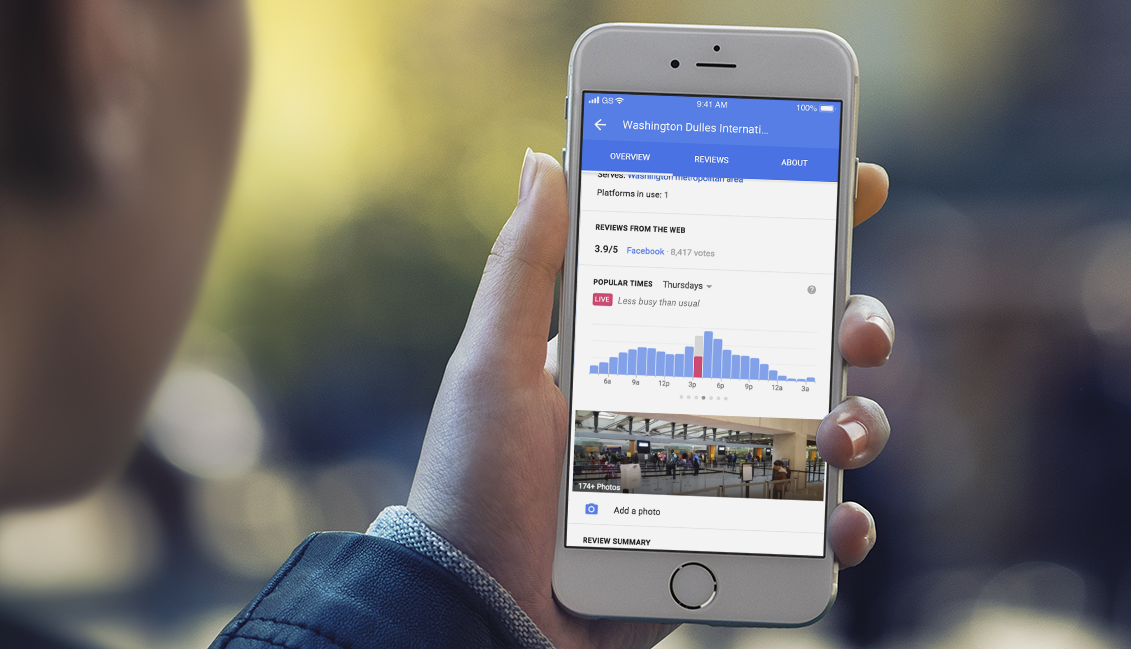 GS 9:41 AM 100%
Washington Dulles Internati...
OVERVIEW REVIEWS ABOUT
Serves: Washington metropolitan area
Platforms in use: 1
REVIEWS FROM THE WEB
3.9/5 Facebook · 8,417 votes
POPULAR TIMES Thursdays ?
LIVE Less busy than usual
6a 9a 12p 3p 6p 9p 12a 3a
174+ Photos
Add a photo
REVIEW SUMMARY